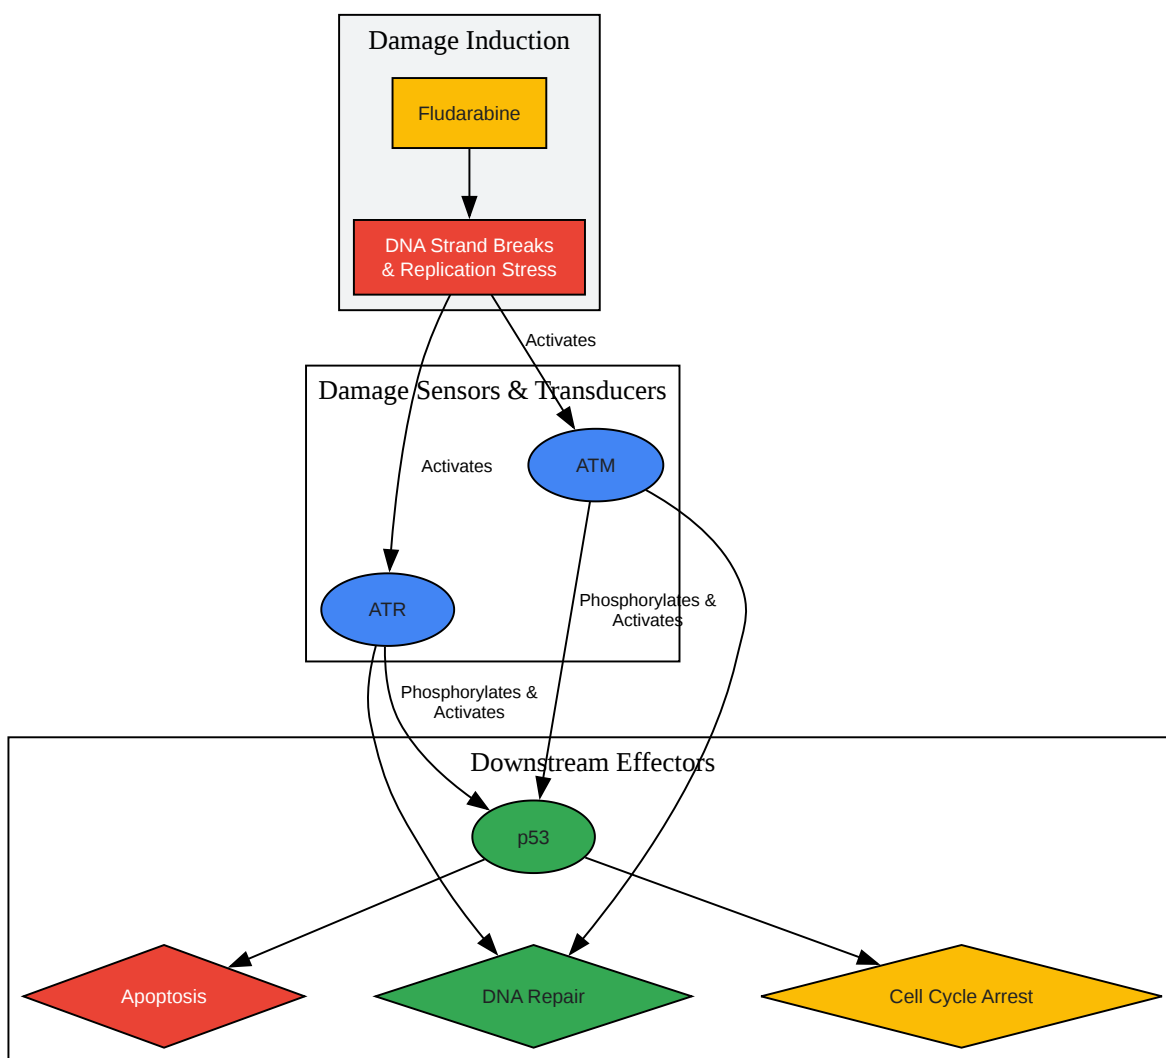 Damage Induction
Fludarabine
DNA Strand Breaks
& Replication Stress
Activates
Damage Sensors & Transducers
ATM
Activates
Phosphorylates &
Activates
ATR
Phosphorylates &
Activates
Downstream Effectors
p53
Apoptosis
DNA Repair
Cell Cycle Arrest